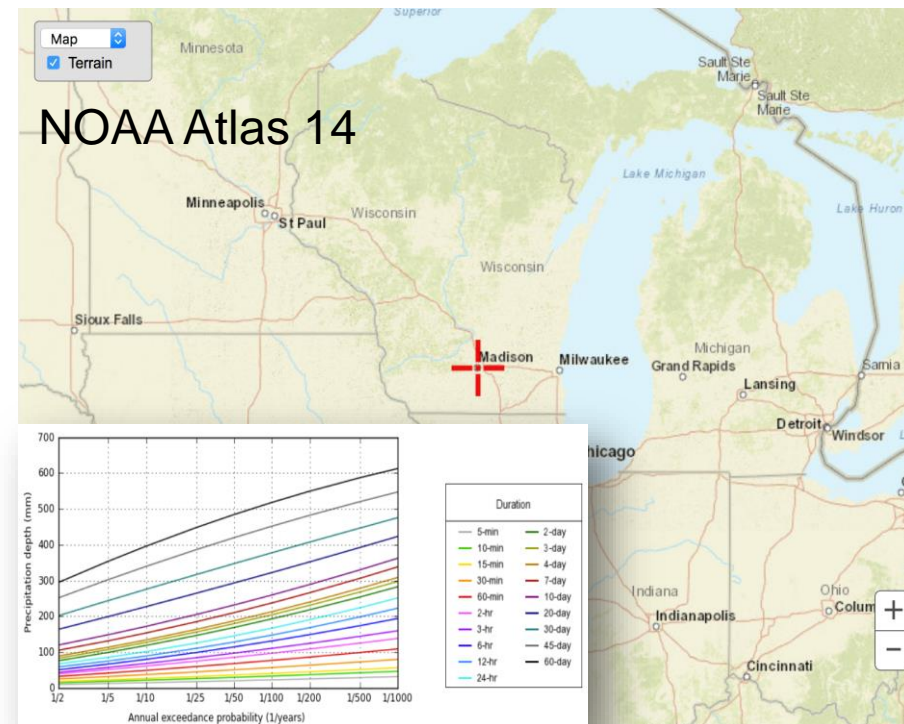 Superior
Map
Terrain
Minnesota
Sault Ste
Marie
Sault Ste
Marie
NOAA Atlas 14
Lake Michigan
Minneapolis
St Paul
Wisconsin
Lake Huron
Wisconsin
Sioux Falls
Madison
Milwaukee
Michigan
Grand Rapids
Lansing
Sarnia
Detroit
Windsor
hicago
Indiana
Indianapolis
Ohio
Colum
+
−
Cincinnati
700
600
500
400
300
200
100
0
Precipitation depth (mm)
1/2
1/5
1/10
1/25
1/50
1/100
1/200
1/500
1/1000
Annual exceedance probability (1/years)
Duration
5-min
10-min
15-min
30-min
60-min
2-hr
3-hr
6-hr
12-hr
24-hr
2-day
3-day
4-day
7-day
10-day
20-day
30-day
45-day
60-day